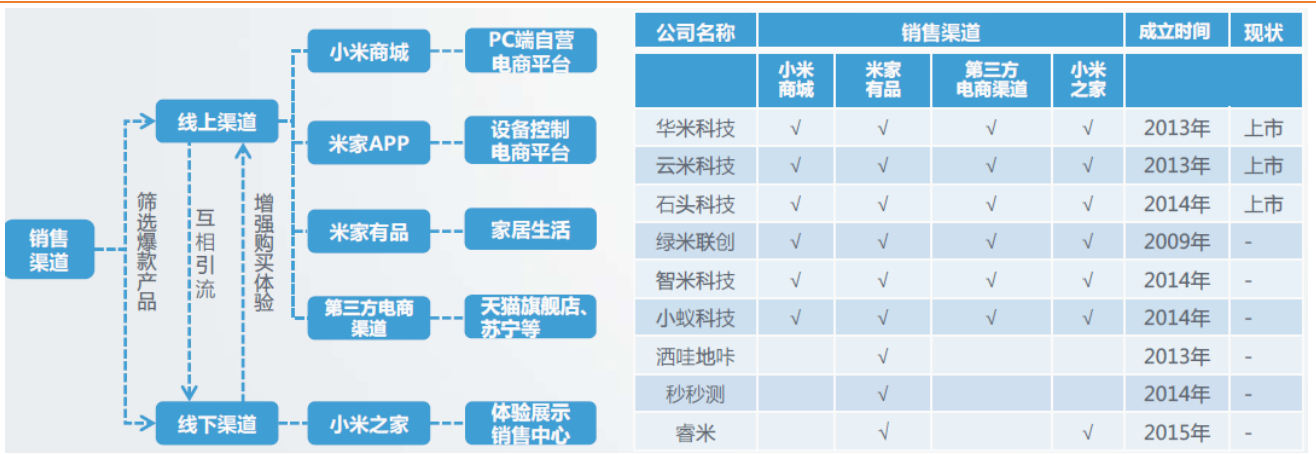 销售
渠道
筛选爆款产品
线上渠道
互相引流
增强购买体验
线下渠道
小米商城
PC端自营
电商平台
米家APP
设备控制
电商平台
米家有品
家居生活
第三方电商
渠道
天猫旗舰店、
苏宁等
小米之家
体验展示
销售中心
公司名称 销售渠道 成立时间 现状
小米
商城
米家
有品
第三方
电商渠道
小米
之家
华米科技 √ √ √ √ 2013年 上市
云米科技 √ √ √ √ 2013年 上市
石头科技 √ √ √ √ 2014年 上市
绿米联创 √ √ √ √ 2009年 -
智米科技 √ √ √ √ 2014年 -
小蚁科技 √ √ √ √ 2014年 -
洒哇地咔 √ 2013年 -
秒秒测 √ 2014年 -
睿米 √ √ 2015年 -